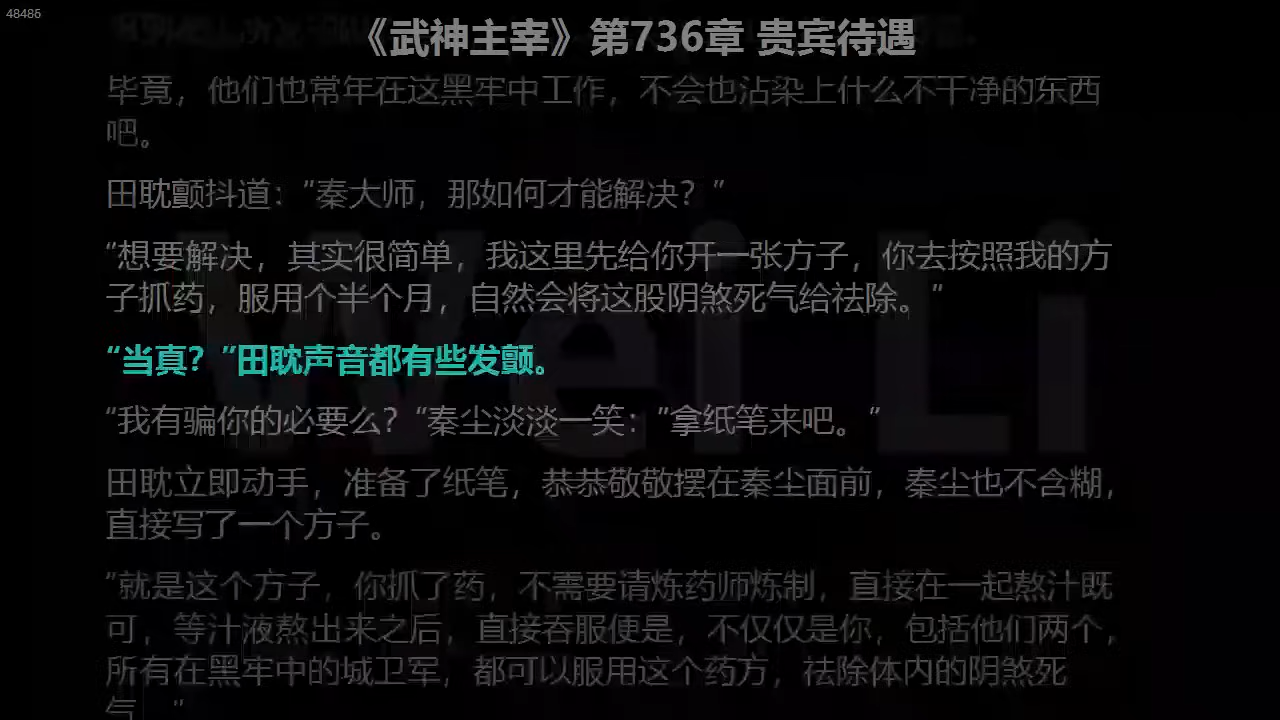 48486
《武神主宰》第736章 贵宾待遇
毕竟，他们也常年在这黑牢中工作，不会也沾染上什么不干净的东西
吧。
田耽颤抖道：“秦大师，那如何才能解决？”
“想要解决，其实很简单，我这里先给你开一张方子，你去按照我的方
子抓药，服用个半个月，自然会将这股阴煞死气给祛除。”
“当真？”田耽声音都有些发颤。
“我有骗你的必要么？“秦尘淡淡一笑：”拿纸笔来吧。”
田耽立即动手，准备了纸笔，恭恭敬敬摆在秦尘面前，秦尘也不含糊，
直接写了一个方子。
”就是这个方子，你抓了药，不需要请炼药师炼制，直接在一起熬汁既
可，等汁液熬出来之后，直接吞服便是，不仅仅是你，包括他们两个，
所有在黑牢中的城卫军，都可以服用这个药方，祛除体内的阴煞死
气。”
Wei Li